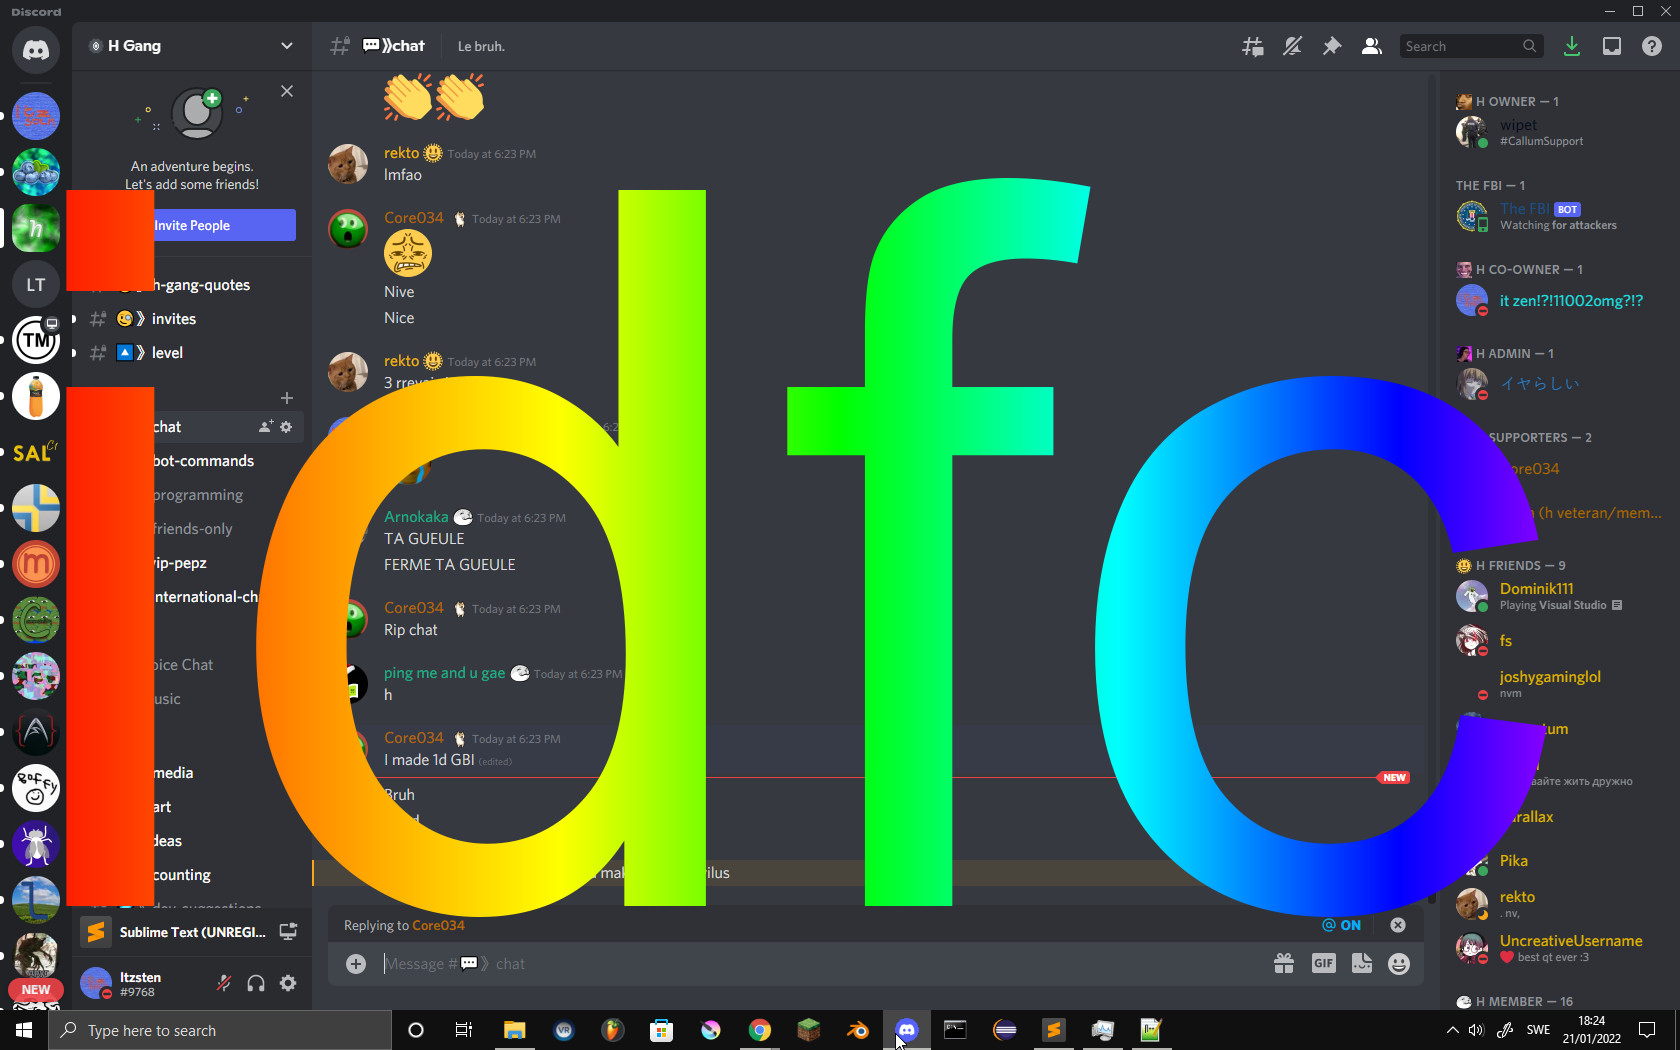 Discord
H Gang
chat
Le bruh.
Search
An adventure begins.
Let's add some friends!
Invite People
h-gang-quotes
invites
level
chat
bot-commands
programming
friends-only
vip-pepz
nternational-ch
oice Chat
usic
media
art
deas
ounting
Sublime Text (UNREGI...
Itzsten
#9768
LT
TM
SAL
m
BOFFY
L
NEW
rekto Today at 6:23 PM
lmfao
Core034 Today at 6:23 PM
Nive
Nice
rekto Today at 6:23 PM
Arnokaka Today at 6:23 PM
TA GUEULE
FERME TA GUEULE
Core034 Today at 6:23 PM
Rip chat
ping me and u gae Today at 6:23 PM
h
Core034 Today at 6:23 PM
I made 1d GBI (edited)
NEW
Bruh
Replying to Core034
@ ON
Message # chat
GIF
idfc
H OWNER — 1
wipet
#CallumSupport
THE FBI — 1
The FBI BOT
Watching for attackers
H CO-OWNER — 1
it zen!?!11002omg?!?
H ADMIN — 1
イヤらしい
SUPPORTERS — 2
ore034
(h veteran/mem...
H FRIENDS — 9
Dominik111
Playing Visual Studio
fs
joshygaminglol
nvm
tum
вайте жить дружно
rallax
Pika
rekto
. nv,
UncreativeUsername
best qt ever :3
H MEMBER — 16
Type here to search
VR
SWE
18:24
21/01/2022